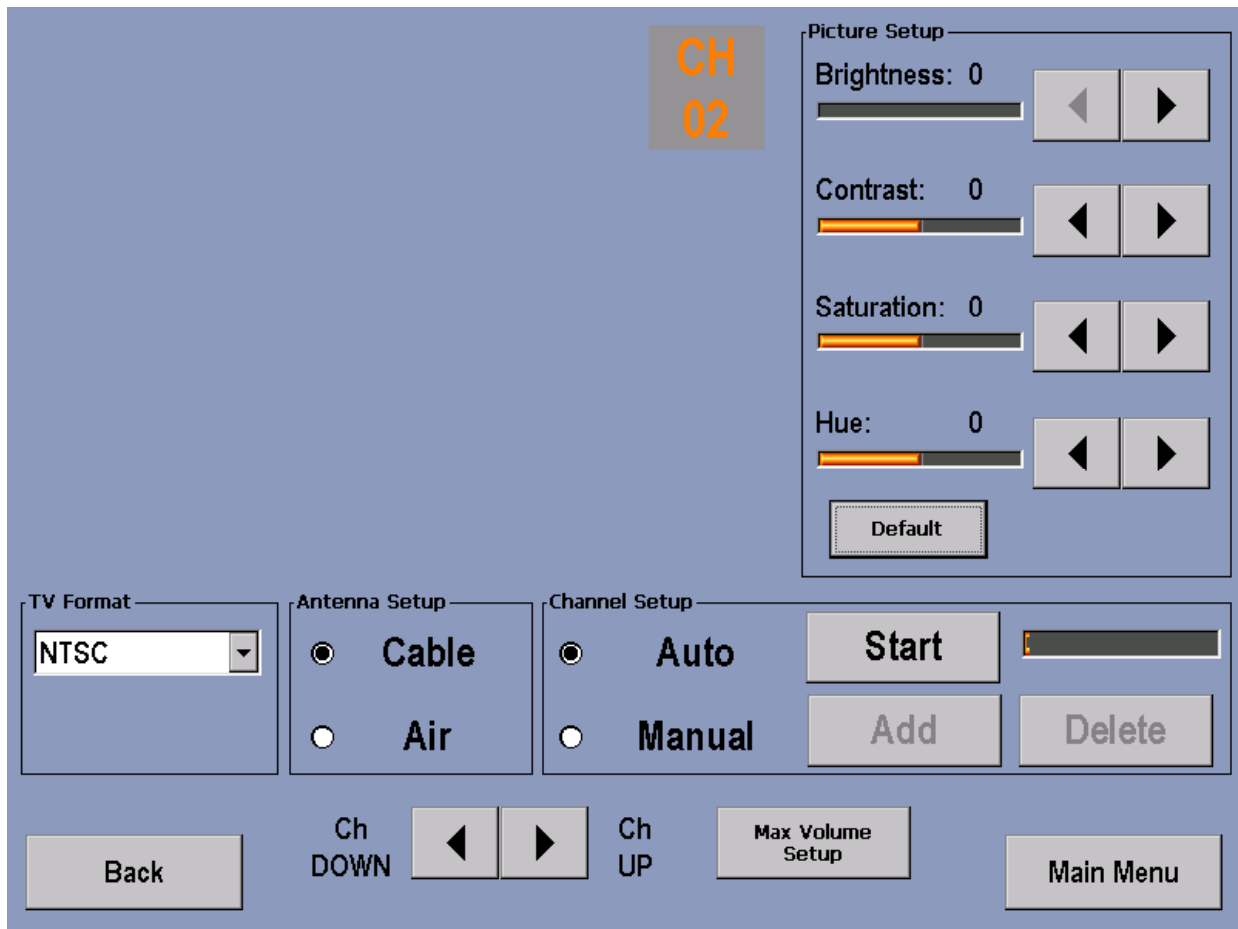 CH
02
Picture Setup
Brightness: 0
Contrast: 0
Saturation: 0
Hue: 0
Default
TV Format
NTSC
Antenna Setup
Cable
Air
Channel Setup
Auto
Manual
Start
Add
Delete
Back
Ch
DOWN
Ch
UP
Max Volume
Setup
Main Menu